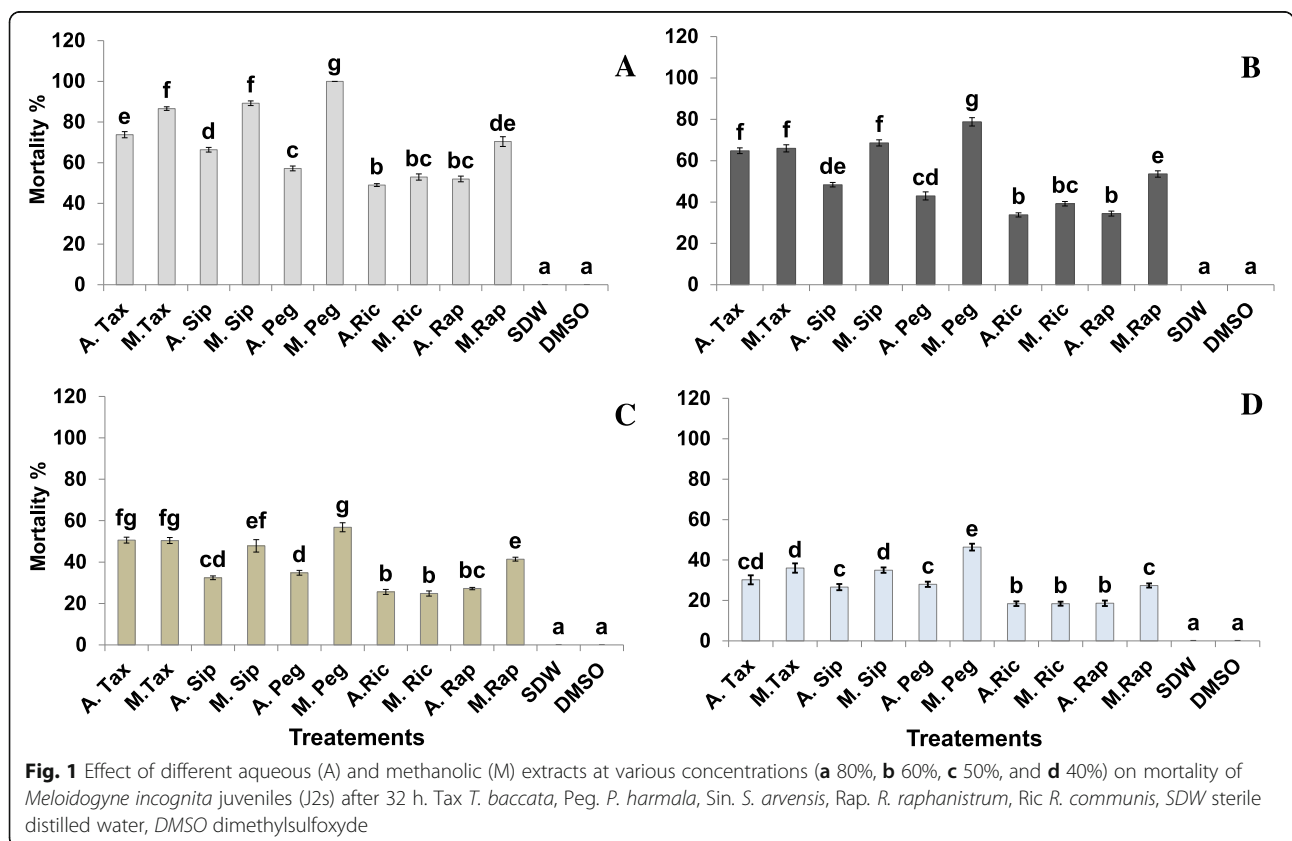 A
Mortality %
120
100
80
60
40
20
0
e
f
d
f
c
g
b
bc
bc
de
a
a
A. Tax
M.Tax
A. Sip
M. Sip
A. Peg
M. Peg
A.Ric
M. Ric
A. Rap
M.Rap
SDW
DMSO
B
120
100
80
60
40
20
0
f
f
de
f
cd
g
b
bc
b
e
a
a
A. Tax
M.Tax
A. Sip
M. Sip
A. Peg
M. Peg
A.Ric
M. Ric
A. Rap
M.Rap
SDW
DMSO
C
Mortality %
120
100
80
60
40
20
0
fg
fg
cd
ef
d
g
b
b
bc
e
a
a
A. Tax
M.Tax
A. Sip
M. Sip
A. Peg
M. Peg
A.Ric
M. Ric
A. Rap
M.Rap
SDW
DMSO
Treatements
D
120
100
80
60
40
20
0
cd
d
c
d
c
e
b
b
b
c
a
a
A. Tax
M.Tax
A. Sip
M. Sip
A. Peg
M. Peg
A.Ric
M. Ric
A. Rap
M.Rap
SDW
DMSO
Treatements
Fig. 1 Effect of different aqueous (A) and methanolic (M) extracts at various concentrations (a 80%, b 60%, c 50%, and d 40%) on mortality of
Meloidogyne incognita juveniles (J2s) after 32 h. Tax T. baccata, Peg. P. harmala, Sin. S. arvensis, Rap. R. raphanistrum, Ric R. communis, SDW sterile
distilled water, DMSO dimethylsulfoxyde